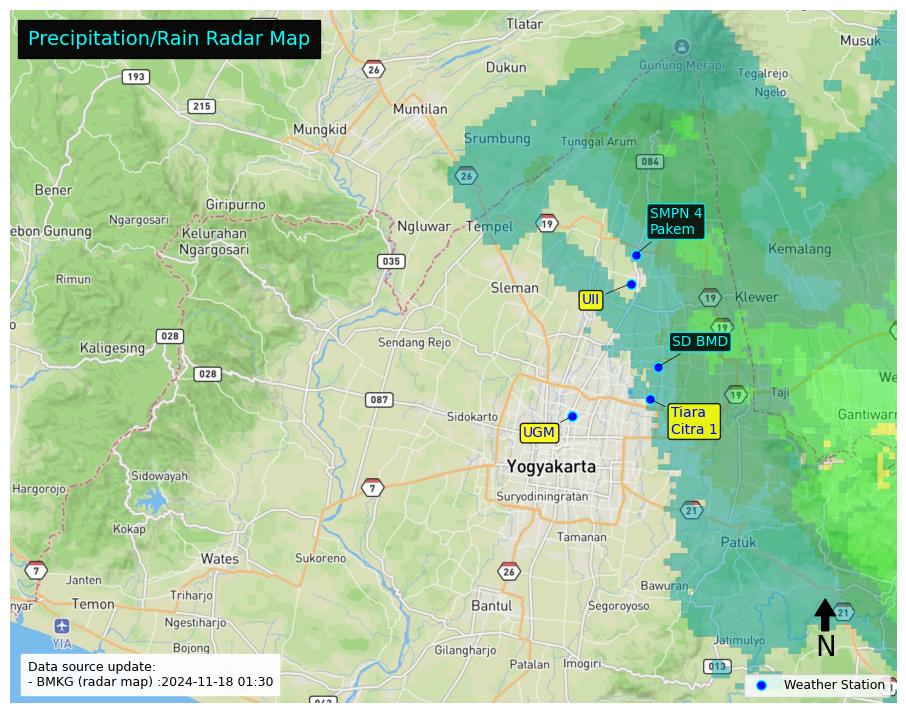 Precipitation/Rain Radar Map
Tlatar
Musuk
26
Dukun
Gunung Merapi
Tegalrejo
193
Ngelo
215
Muntilan
Mungkid
Srumbung
Tunggal Arum
084
26
Bener
Giripurno
SMPN 4
Pakem
Ngargosari
ebon Gunung
Kelurahan
Ngargosari
Ngluwar
Tempel
19
Kemalang
035
Rimun
Sleman
UII
19
Klewer
19
028
Kaligesing
Sendang Rejo
SD BMD
028
We
087
19
Taji
Sidokarto
UGM
Tiara
Citra 1
Gantiwar
Yogyakarta
Sidowayah
Hargorojo
7
Suryodiningratan
21
Kokap
Tamanan
Patuk
Wates
Sukoreno
7
26
Janten
Bawuran
Triharjo
nyar
Temon
Bantul
Segoroyoso
21
Ngestiharjo
YIA
Bojong
Gilangharjo
Jatimulyo
N
Patalan
Imogiri
013
Data source update:
- BMKG (radar map) :2024-11-18 01:30
Weather Station